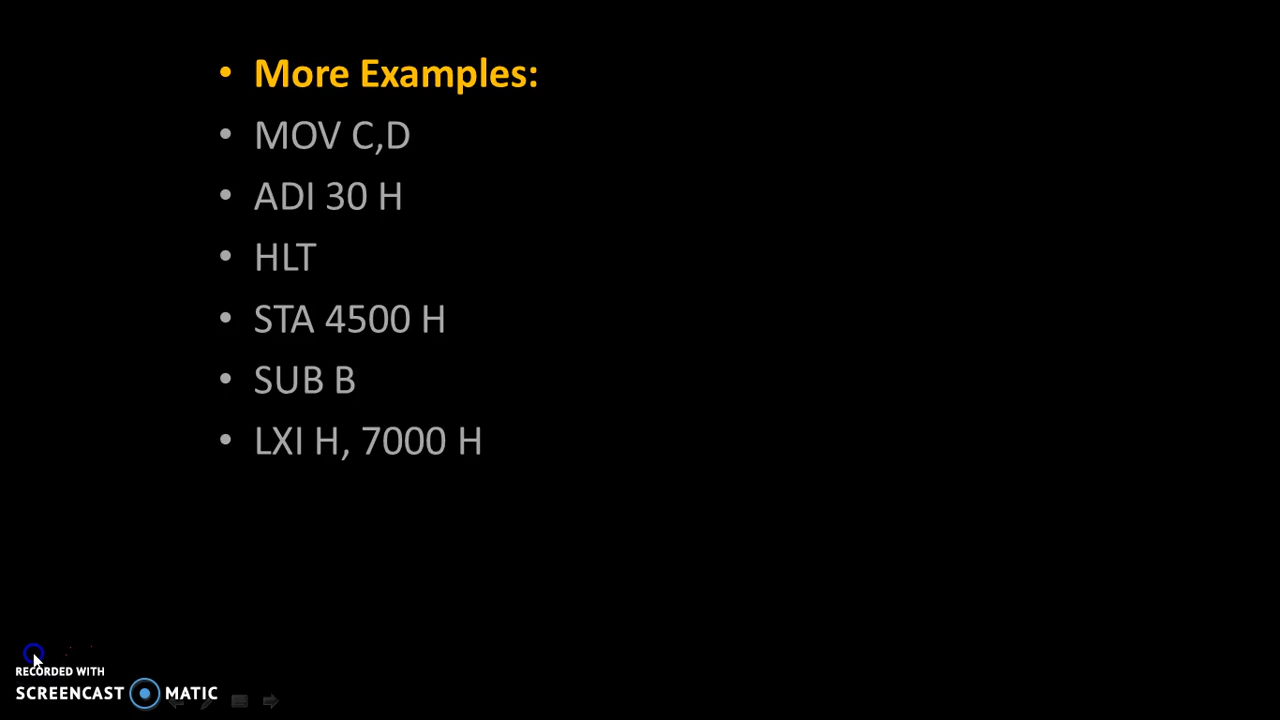 • More Examples:
• MOV C,D
• ADI 30 H
• HLT
• STA 4500 H
• SUB B
• LXI H, 7000 H
RECORDED WITH
SCREENCAST MATIC